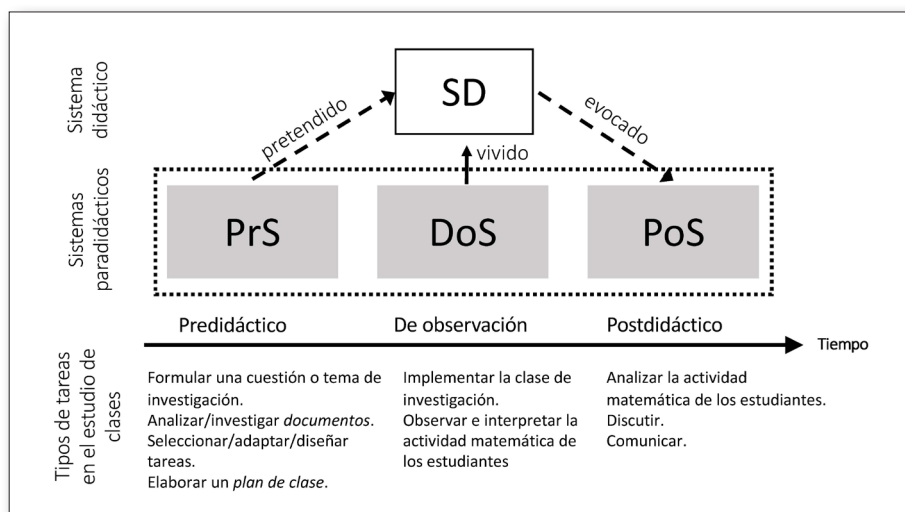 Sistema
didáctico
SD
pretendido
vivido
evocado
Sistemas
paradidácticos
PrS
DoS
PoS
Predidáctico
De observación
Postdidáctico
Tiempo
Tipos de tareas
en el estudio de
clases
Formular una cuestión o tema de
investigación.
Analizar/investigar documentos.
Seleccionar/adaptar/diseñar
tareas.
Elaborar un plan de clase.
Implementar la clase de
investigación.
Observar e interpretar la
actividad matemática de
los estudiantes
Analizar la actividad
matemática de los estudiantes.
Discutir.
Comunicar.